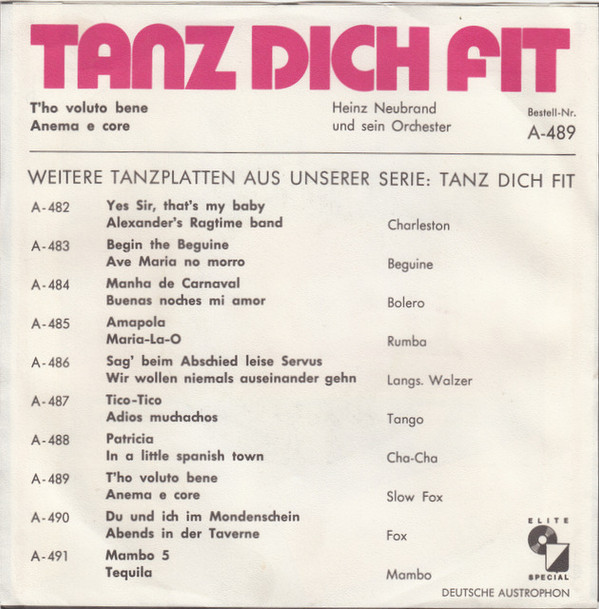 TANZ DICH FIT
T'ho voluto bene Heinz Neubrand Bestell-Nr.
Anema e core und sein Orchester A-489
WEITERE TANZPLATTEN AUS UNSERER SERIE: TANZ DICH FIT
A-482 Yes Sir, that's my baby
Alexander's Ragtime band Charleston
A-483 Begin the Beguine
Ave Maria no morro Beguine
A-484 Manha de Carnaval
Buenas noches mi amor Bolero
A-485 Amapola
Maria-La-O Rumba
A-486 Sag' beim Abschied leise Servus
Wir wollen niemals auseinander gehn Langs. Walzer
A-487 Tico-Tico
Adios muchachos Tango
A-488 Patricia
In a little spanish town Cha-Cha
A-489 T'ho voluto bene
Anema e core Slow Fox
A-490 Du und ich im Mondenschein
Abends in der Taverne Fox
A-491 Mambo 5
Tequila Mambo
ELITE
SPECIAL
DEUTSCHE AUSTROPHON